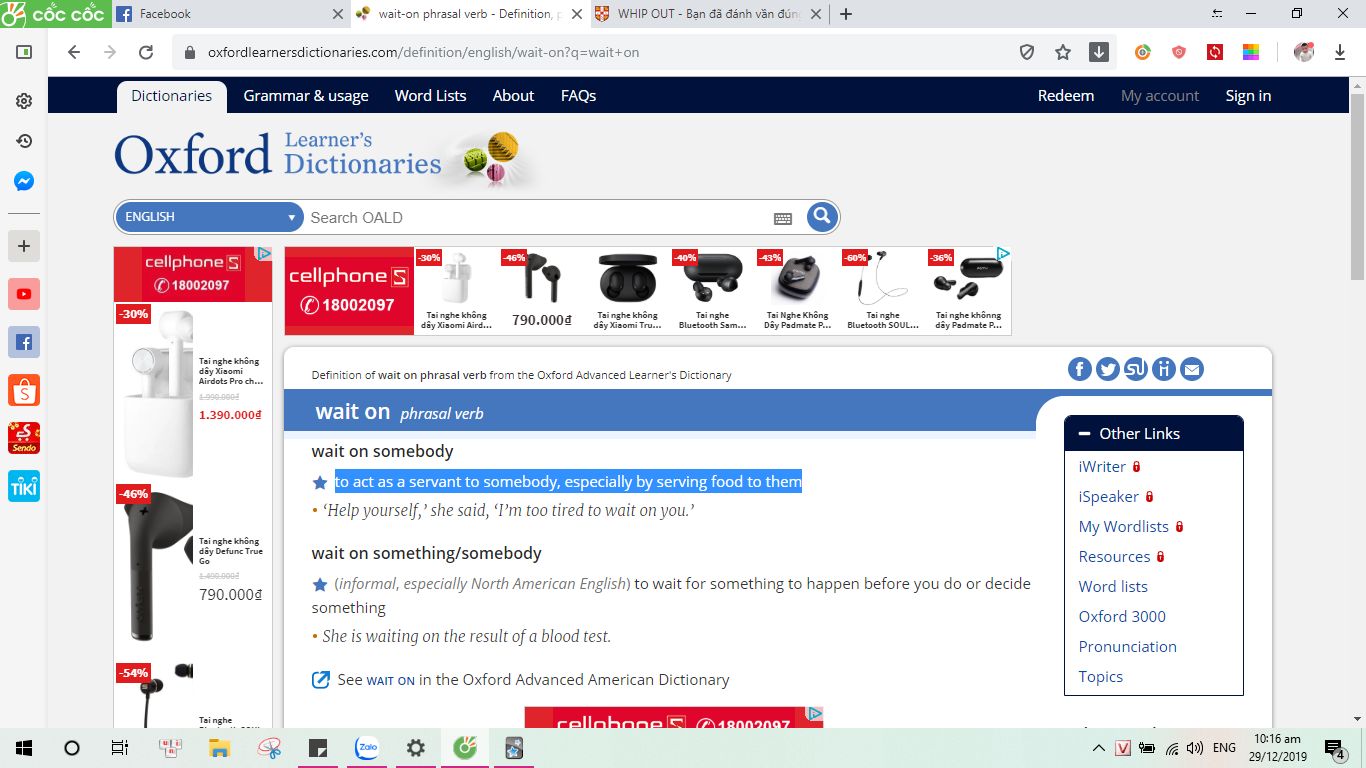 cốc cốc
Facebook
wait-on phrasal verb - Definition, p
WHIP OUT - Bạn đã đánh vần đúng
oxfordlearnersdictionaries.com/definition/english/wait-on?q=wait+on
Dictionaries
Grammar & usage
Word Lists
About
FAQs
Redeem
My account
Sign in
Oxford Learner's Dictionaries
ENGLISH
Search OALD
cellphone S
18002097
-30%
Tai nghe không
dây Xiaomi
Airdots Pro ch...
1.990.000₫
1.390.000₫
-46%
Tai nghe không
dây Defunc True
Go
1.490.000₫
790.000₫
-54%
Tai nghe
cellphone S
18002097
-30%
Tai nghe không
dây Xiaomi Aird...
-46%
790.000₫
Tai nghe không
dây Xiaomi Tru...
-40%
Tai nghe
Bluetooth Sam...
-43%
Tai Nghe Không
Dây Padmate P...
-60%
Tai nghe
Bluetooth SOUL...
-36%
Tai nghe khônng
dây Padmate P...
Definition of wait on phrasal verb from the Oxford Advanced Learner's Dictionary
wait on phrasal verb
wait on somebody
to act as a servant to somebody, especially by serving food to them
• ‘Help yourself,’ she said, ‘I’m too tired to wait on you.’
wait on something/somebody
(informal, especially North American English) to wait for something to happen before you do or decide
something
• She is waiting on the result of a blood test.
See WAIT ON in the Oxford Advanced American Dictionary
cellphone S 18002097
Other Links
iWriter
iSpeaker
My Wordlists
Resources
Word lists
Oxford 3000
Pronunciation
Topics
Sendo
TIKI
Zalo
V
ENG
10:16 am
29/12/2019
4